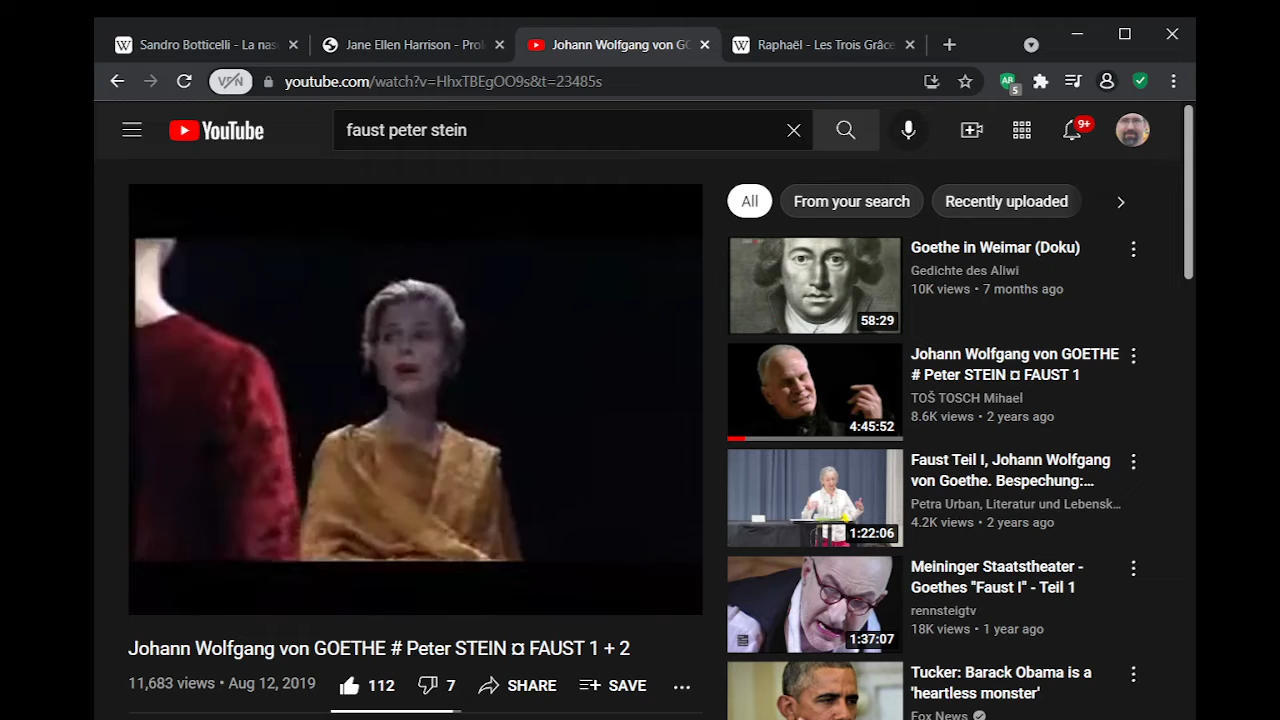 Sandro Botticelli - La nas
Jane Ellen Harrison - Prol
Johann Wolfgang von GO
Raphaël - Les Trois Grâce
VPN
youtube.com/watch?v=HhxTBEgOO9s&t=23485s
5
YouTube
faust peter stein
9+
All
From your search
Recently uploaded
Goethe in Weimar (Doku)
Gedichte des Aliwi
10K views • 7 months ago
58:29
Johann Wolfgang von GOETHE
# Peter STEIN ¤ FAUST 1
TOŠ TOSCH Mihael
8.6K views • 2 years ago
4:45:52
Faust Teil I, Johann Wolfgang
von Goethe. Bespechung:...
Petra Urban, Literatur und Lebensk...
4.2K views • 2 years ago
1:22:06
Meininger Staatstheater -
Goethes "Faust I" - Teil 1
rennsteigtv
18K views • 1 year ago
1:37:07
Tucker: Barack Obama is a
'heartless monster'
Fox News
Johann Wolfgang von GOETHE # Peter STEIN ¤ FAUST 1 + 2
11,683 views • Aug 12, 2019
112
7
SHARE
SAVE